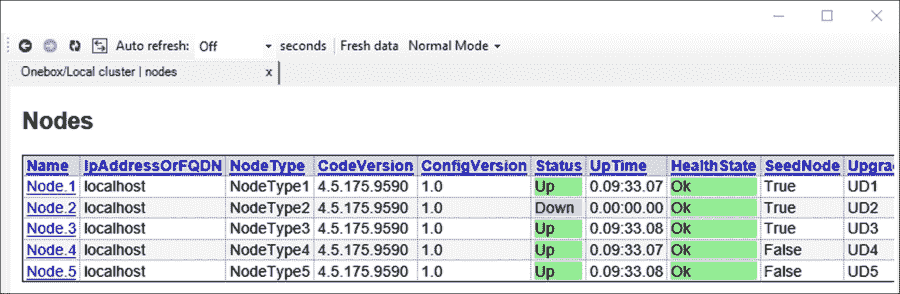 Auto refresh: Off seconds Fresh data Normal Mode
Onebox/Local cluster | nodes x
Nodes
Name IpAddressOrFQDN NodeType CodeVersion ConfigVersion Status UpTime HealthState SeedNode Upgra
Node.1 localhost NodeType1 4.5.175.9590 1.0 Up 0.09:33.07 Ok True UD1
Node.2 localhost NodeType2 4.5.175.9590 1.0 Down 0.00:00.00 Ok True UD2
Node.3 localhost NodeType3 4.5.175.9590 1.0 Up 0.09:33.08 Ok True UD3
Node.4 localhost NodeType4 4.5.175.9590 1.0 Up 0.09:33.07 Ok False UD4
Node.5 localhost NodeType5 4.5.175.9590 1.0 Up 0.09:33.08 Ok False UD5